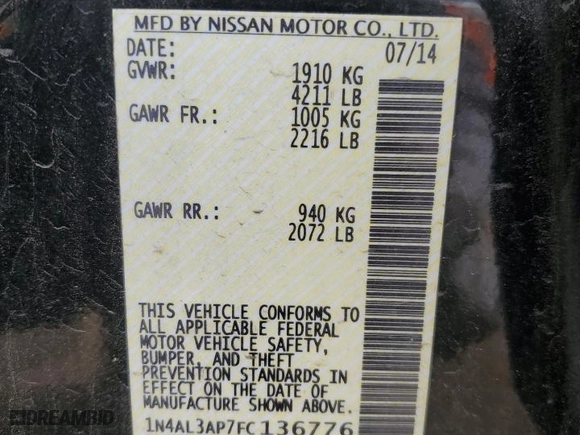 MFD BY NISSAN MOTOR CO., LTD.
DATE: 07/14
GVWR: 1910 KG
4211 LB
GAWR FR.: 1005 KG
2216 LB
GAWR RR.: 940 KG
2072 LB
THIS VEHICLE CONFORMS TO
ALL APPLICABLE FEDERAL
MOTOR VEHICLE SAFETY,
BUMPER, AND THEFT
PREVENTION STANDARDS IN
EFFECT ON THE DATE OF
MANUFACTURE SHOWN ABOVE.
1N4AL3AP7FC136776
DREAMBID